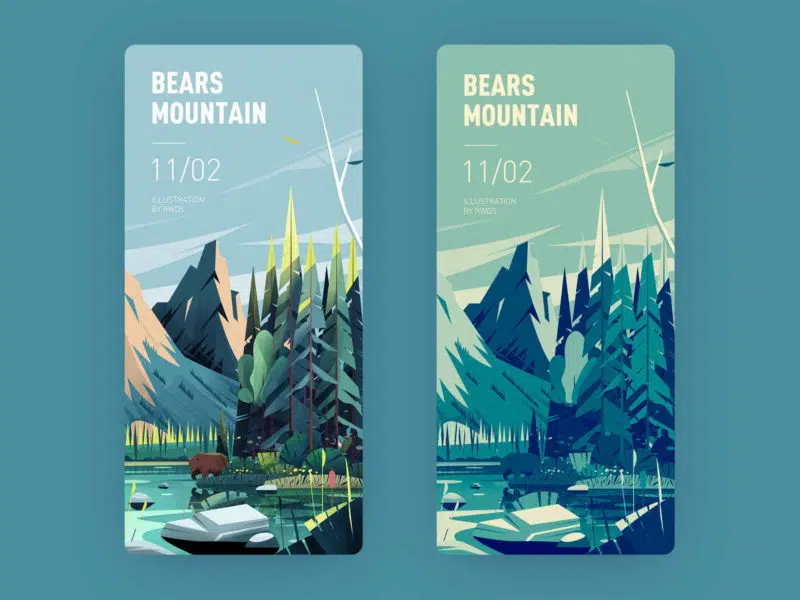 BEARS
MOUNTAIN
11/02
ILLUSTRATION
BY RWDS
BEARS
MOUNTAIN
11/02
ILLUSTRATION
BY RWDS